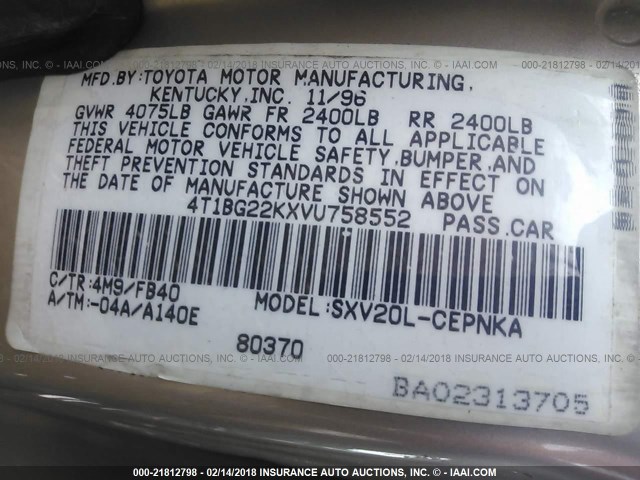 000-21812798 - 02/14/2018 INSURANCE AUTO AUCTIONS, INC. - © IAAI.COM
MFD.BY:TOYOTA MOTOR MANUFACTURING,
KENTUCKY,INC. 11/96
GVWR 4075LB GAWR FR 2400LB RR 2400LB
THIS VEHICLE CONFORMS TO ALL APPLICABLE
FEDERAL MOTOR VEHICLE SAFETY,BUMPER,AND
THEFT PREVENTION STANDARDS IN EFFECT ON
THE DATE OF MANUFACTURE SHOWN ABOVE
4T1BG22KXVU758552 PASS.CAR
C/TR:4M9/FB40
A/TM:-04A/A140E MODEL:SXV20L-CEPNKA
80370
BA02313705
000-21812798 - 02/14/2018 INSURANCE AUTO AUCTIONS, INC. - © IAAI.COM